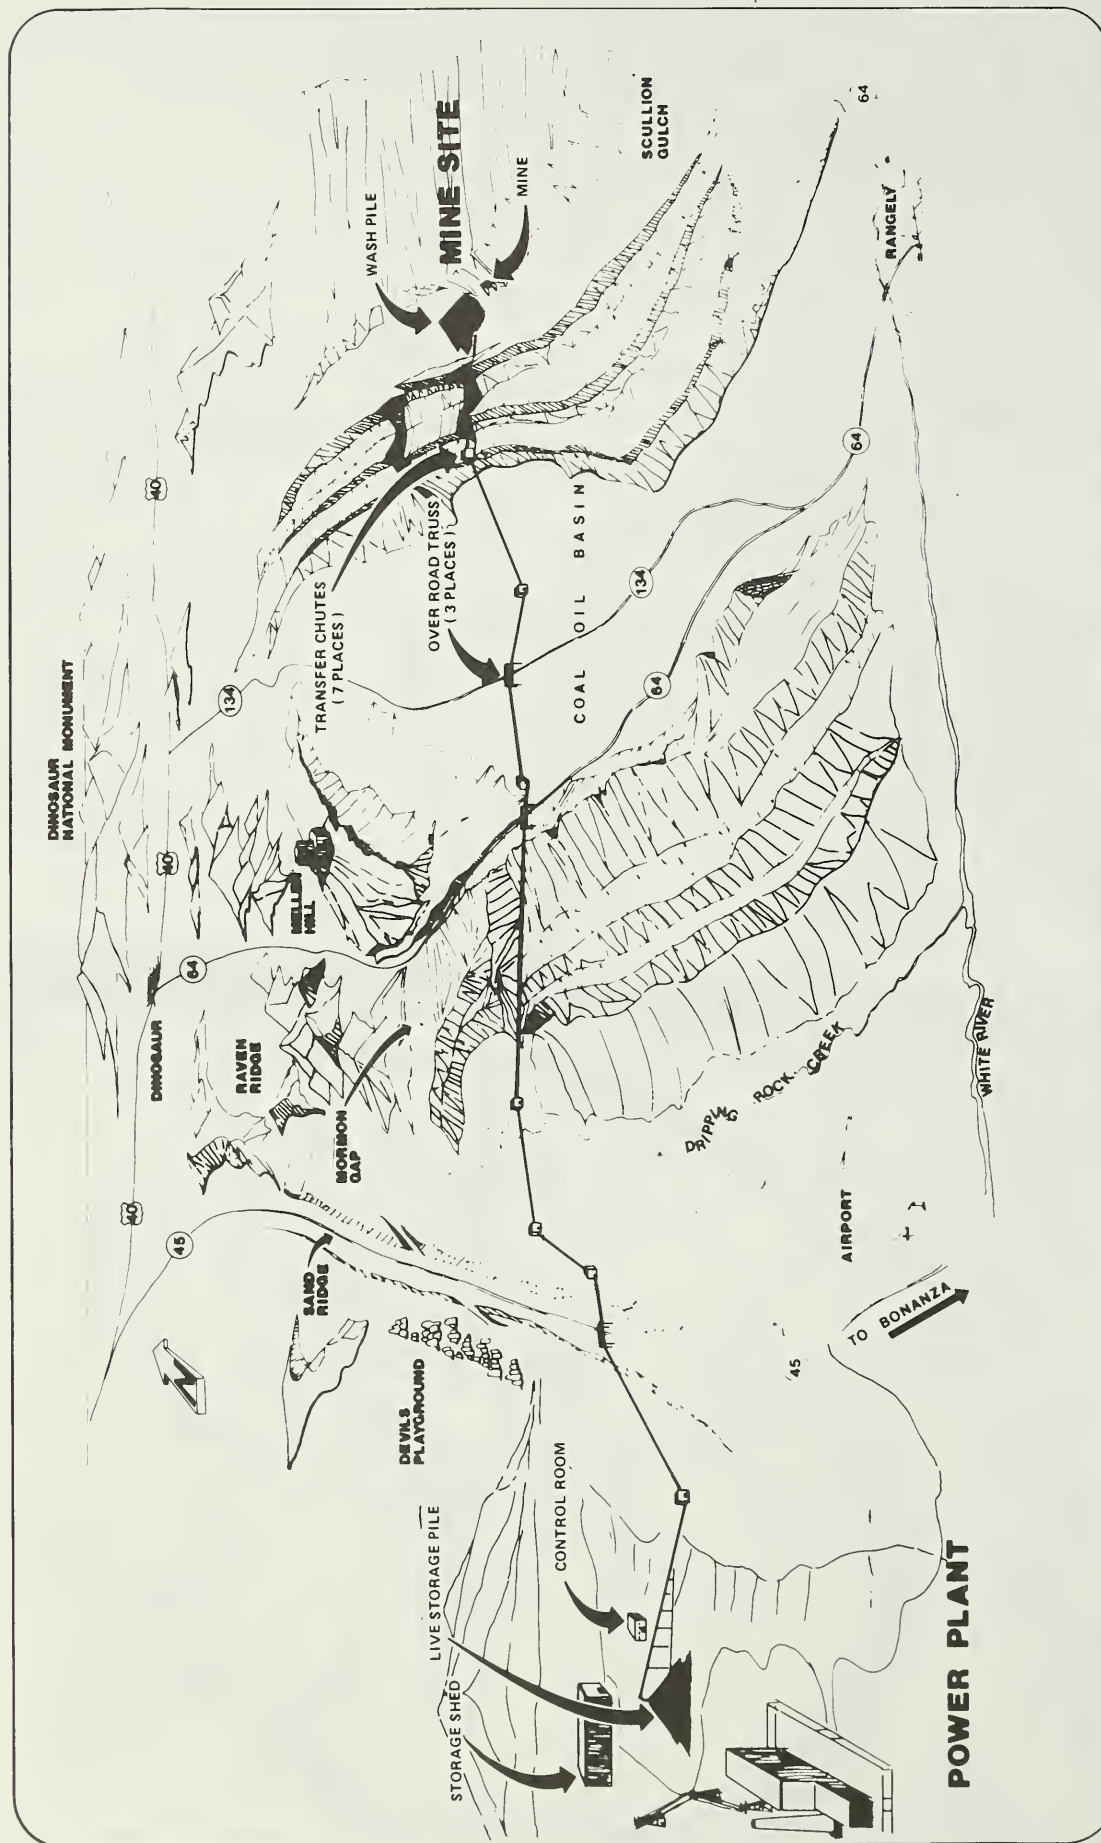 DINOSAUR
NATIONAL MONUMENT
40
40
40
DINOSAUR
64
134
45
N
RAVEN
RIDGE
MELLEN
HILL
MORMON
GAP
SAND
RIDGE
DEVILS
PLAYGROUND
WASH PILE
MINE SITE
MINE
SCULLION
GULCH
TRANSFER CHUTES
( 7 PLACES )
OVER ROAD TRUSS
( 3 PLACES )
COAL OIL BASIN
134
64
64
64
RANGELY
LIVE STORAGE PILE
STORAGE SHED
CONTROL ROOM
DRIPPING ROCK CREEK
WHITE RIVER
AIRPORT
TO BONANZA
45
POWER PLANT